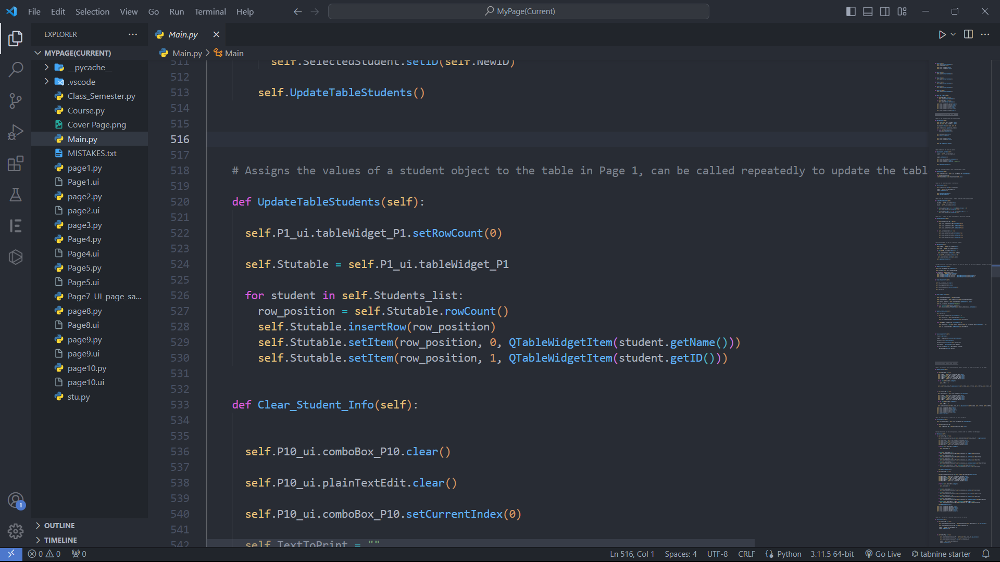 File Edit Selection View Go Run Terminal Help
MyPage(Current)
EXPLORER
Main.py
MYPAGE(CURRENT)
Main.py > Main
__pycache__
.vscode
Class_Semester.py
Course.py
Cover Page.png
Main.py
MISTAKES.txt
page1.py
Page1.ui
page2.py
page2.ui
page3.py
Page4.py
Page4.ui
Page5.py
Page5.ui
Page7_UI_page_sa...
page8.py
Page8.ui
page9.py
page9.ui
page10.py
page10.ui
stu.py
OUTLINE
TIMELINE
511 self.SelectedStudent.setID(self.NewID)
512
513 self.UpdateTableStudents()
514
515
516
517
518 # Assigns the values of a student object to the table in Page 1, can be called repeatedly to update the tabl
519
520 def UpdateTableStudents(self):
521
522 self.P1_ui.tableWidget_P1.setRowCount(0)
523
524 self.Stutable = self.P1_ui.tableWidget_P1
525
526 for student in self.Students_list:
527 row_position = self.Stutable.rowCount()
528 self.Stutable.insertRow(row_position)
529 self.Stutable.setItem(row_position, 0, QTableWidgetItem(student.getName()))
530 self.Stutable.setItem(row_position, 1, QTableWidgetItem(student.getID()))
531
532
533 def Clear_Student_Info(self):
534
535
536 self.P10_ui.comboBox_P10.clear()
537
538 self.P10_ui.plainTextEdit.clear()
539
540 self.P10_ui.comboBox_P10.setCurrentIndex(0)
541
542 self.TextToPrint = ""
1
0 0 0
Ln 516, Col 1 Spaces: 4 UTF-8 CRLF Python 3.11.5 64-bit Go Live tabnine starter